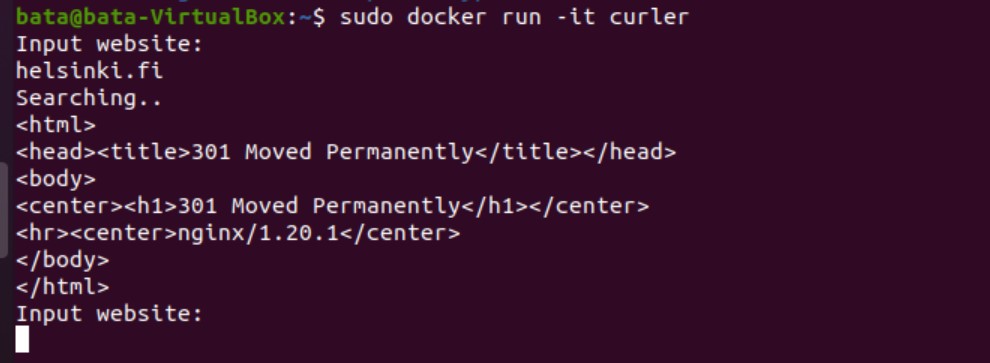 bata@bata-VirtualBox:~$ sudo docker run -it curler
Input website:
helsinki.fi
Searching..
<html>
<head><title>301 Moved Permanently</title></head>
<body>
<center><h1>301 Moved Permanently</h1></center>
<hr><center>nginx/1.20.1</center>
</body>
</html>
Input website: